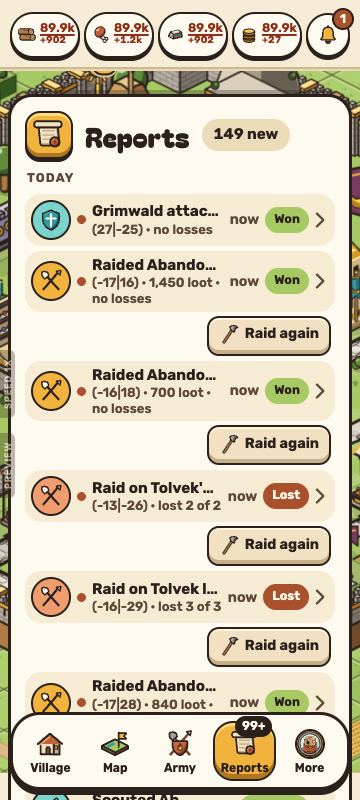 89.9k 89.9k 89.9k 89.9k 1
+902 +1.2k +902 +27
Reports 149 new
TODAY
Grimwald attac... now Won
(27|-25) · no losses
Raided Abando... now Won
(-17|16) · 1,450 loot ·
no losses
Raid again
Raided Abando... now Won
(-16|18) · 700 loot ·
no losses
Raid again
Raid on Tolvek'... now Lost
(-13|-26) · lost 2 of 2
Raid again
Raid on Tolvek l... now Lost
(-16|-29) · lost 3 of 3
Raid again
Raided Abando... now Won
(-17|28) · 840 loot ·
99+
Village Map Army Reports More
SPEED 1X
PREVIEW